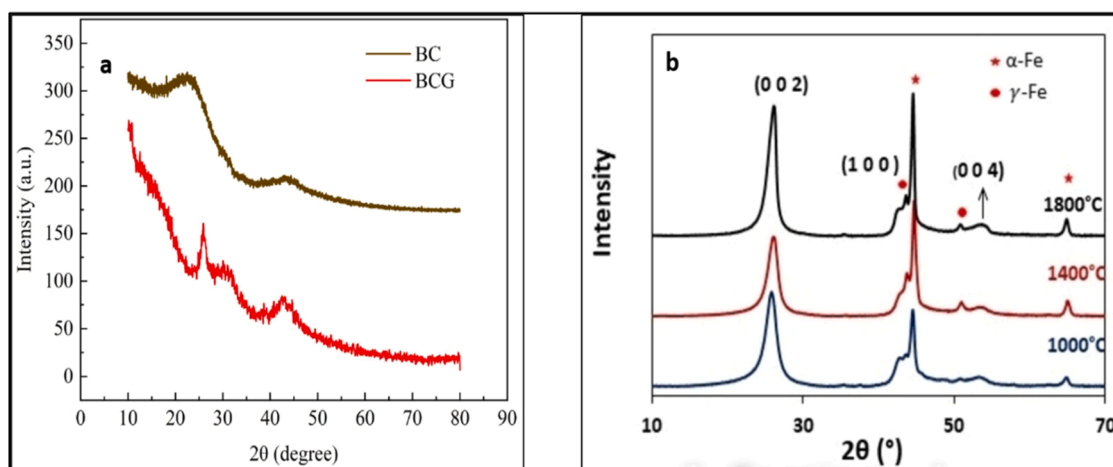 a
BC
BCG
350
300
250
200
150
100
50
0
Intensity (a.u.)
10 20 30 40 50 60 70 80 90
2θ (degree)
b
α-Fe
γ-Fe
(0 0 2)
(1 0 0)
(0 0 4)
1800°C
1400°C
1000°C
Intensity
10 30 50 70
2θ (°)